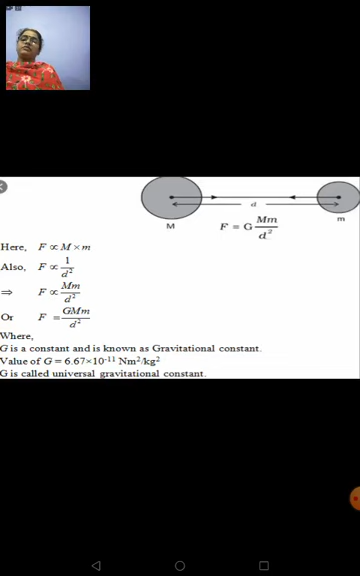 d
M
m
F = G Mm/d²
Here, F ∝ M × m
Also, F ∝ 1/d²
⇒ F ∝ Mm/d²
Or F = GMm/d²
Where,
G is a constant and is known as Gravitational constant.
Value of G = 6.67×10⁻¹¹ Nm²/kg²
G is called universal gravitational constant.